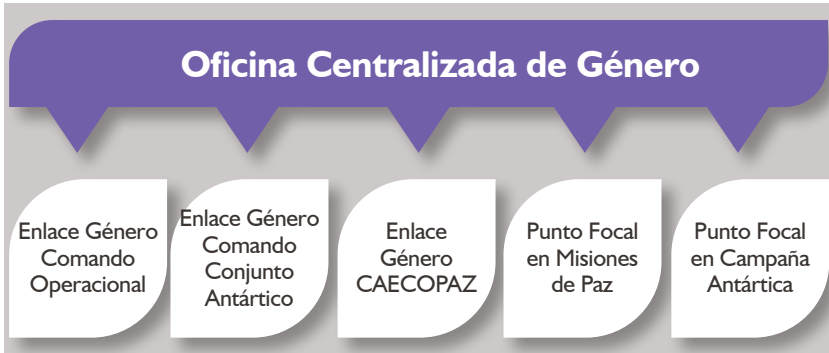 Oficina Centralizada de Género
Enlace Género
Comando
Operacional
Enlace Género
Comando
Conjunto
Antártico
Enlace
Género
CAECOPAZ
Punto Focal
en Misiones
de Paz
Punto Focal
en Campaña
Antártica